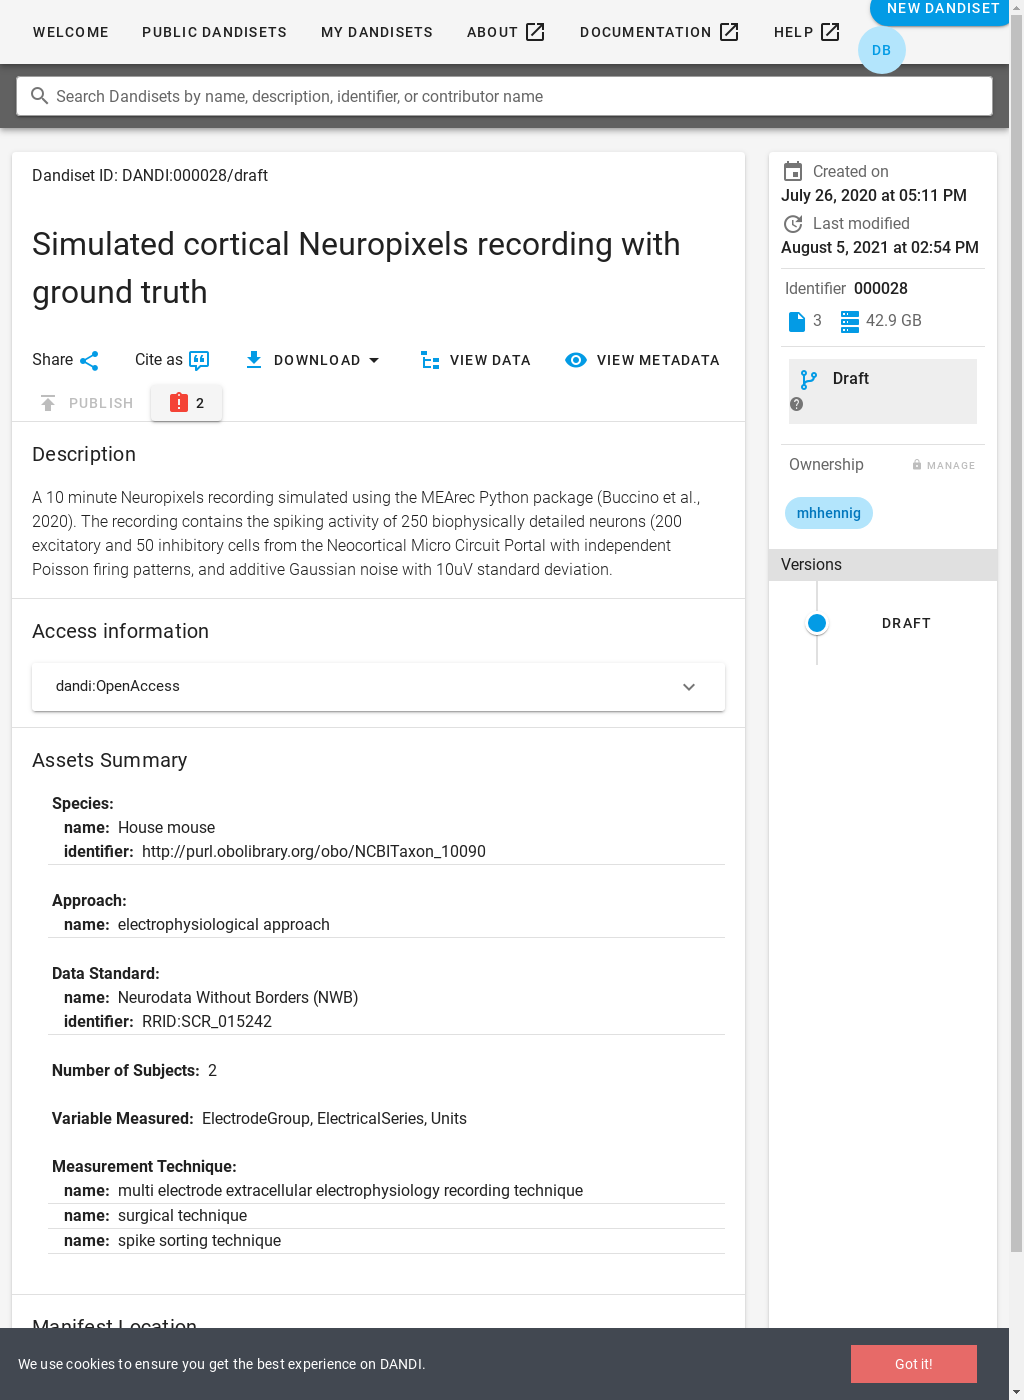 WELCOME PUBLIC DANDISETS MY DANDISETS ABOUT DOCUMENTATION HELP NEW DANDISET
DB
Search Dandisets by name, description, identifier, or contributor name
Dandiset ID: DANDI:000028/draft
Simulated cortical Neuropixels recording with
ground truth
Share Cite as DOWNLOAD VIEW DATA VIEW METADATA
PUBLISH 2
Description
A 10 minute Neuropixels recording simulated using the MEArec Python package (Buccino et al.,
2020). The recording contains the spiking activity of 250 biophysically detailed neurons (200
excitatory and 50 inhibitory cells from the Neocortical Micro Circuit Portal with independent
Poisson firing patterns, and additive Gaussian noise with 10uV standard deviation.
Access information
dandi:OpenAccess
Assets Summary
Species:
name: House mouse
identifier: http://purl.obolibrary.org/obo/NCBITaxon_10090
Approach:
name: electrophysiological approach
Data Standard:
name: Neurodata Without Borders (NWB)
identifier: RRID:SCR_015242
Number of Subjects: 2
Variable Measured: ElectrodeGroup, ElectricalSeries, Units
Measurement Technique:
name: multi electrode extracellular electrophysiology recording technique
name: surgical technique
name: spike sorting technique
Manifest Location
Created on
July 26, 2020 at 05:11 PM
Last modified
August 5, 2021 at 02:54 PM
Identifier 000028
3 42.9 GB
Draft
Ownership MANAGE
mhhennig
Versions
DRAFT
We use cookies to ensure you get the best experience on DANDI. Got it!